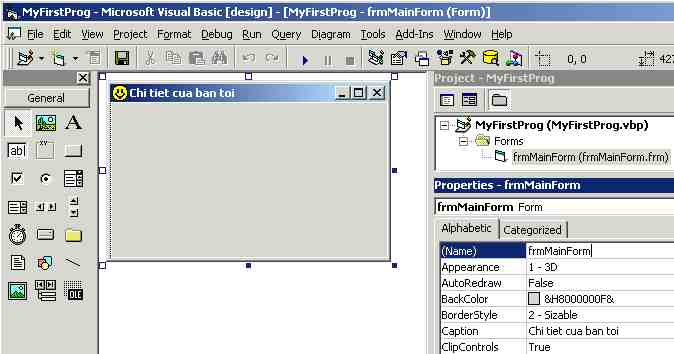 MyFirstProg - Microsoft Visual Basic [design] - [MyFirstProg - frmMainForm (Form)]
File Edit View Project Format Debug Run Query Diagram Tools Add-Ins Window Help
0, 0
427
General
A
ab
XY
OLE
Chi tiet cua ban toi
Project - MyFirstProg
MyFirstProg (MyFirstProg.vbp)
Forms
frmMainForm (frmMainForm.frm)
Properties - frmMainForm
frmMainForm Form
Alphabetic Categorized
(Name) frmMainForm
Appearance 1 - 3D
AutoRedraw False
BackColor &H8000000F&
BorderStyle 2 - Sizable
Caption Chi tiet cua ban toi
ClipControls True